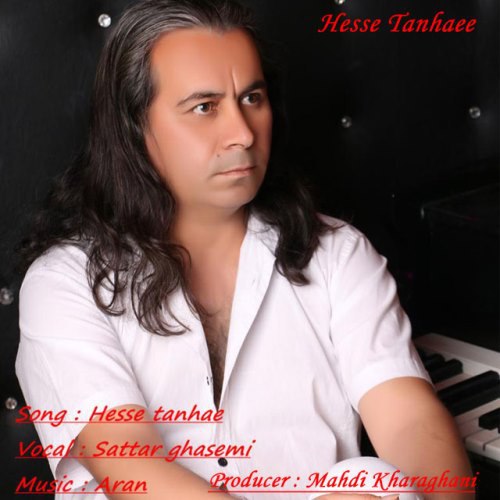 Hesse Tanhaee
Song : Hesse tanhae
Vocal : Sattar ghasemi
Music : Aran
Producer : Mahdi Kharaghani